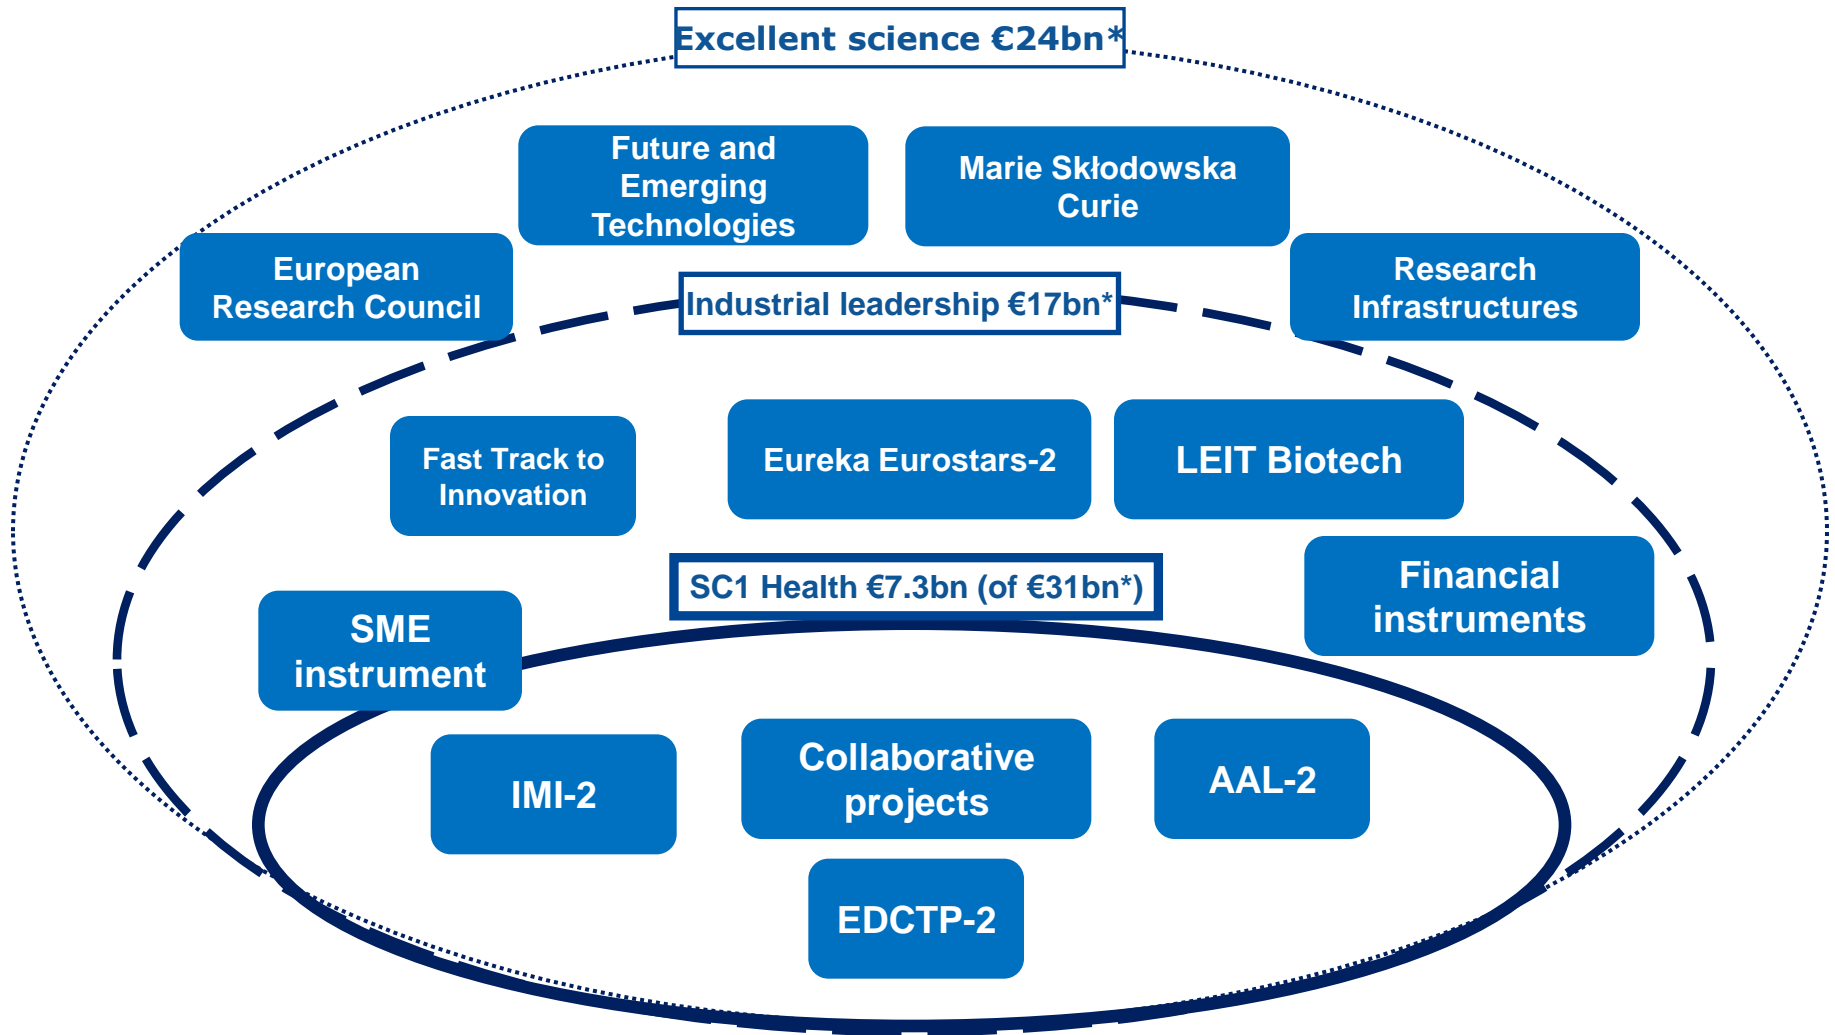 Excellent science €24bn*
Future and
Emerging
Technologies
Marie Skłodowska
Curie
European
Research Council
Research
Infrastructures
Industrial leadership €17bn*
Fast Track to
Innovation
Eureka Eurostars-2
LEIT Biotech
Financial
instruments
SC1 Health €7.3bn (of €31bn*)
SME
instrument
IMI-2
Collaborative
projects
AAL-2
EDCTP-2